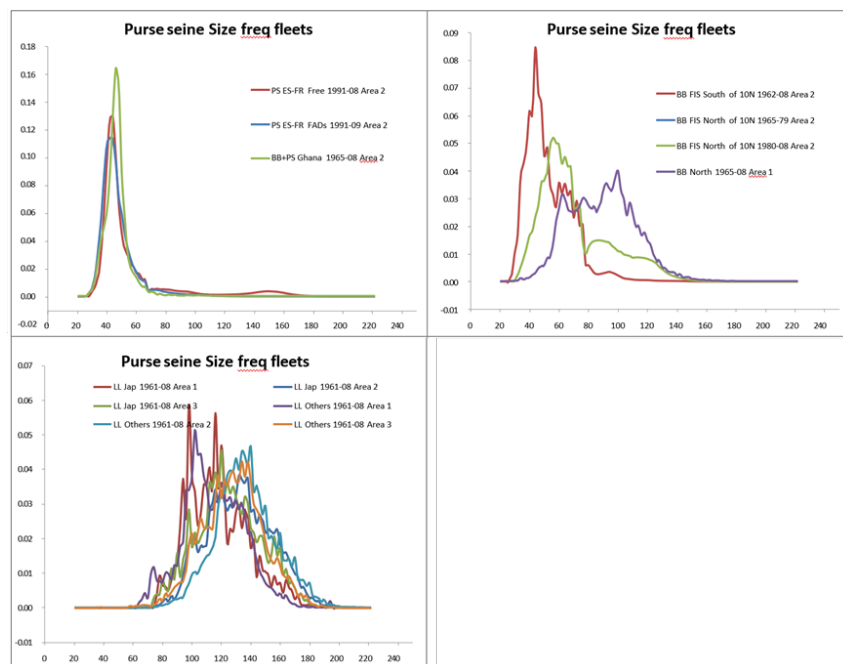 Purse seine Size freq fleets
0.18
0.16
0.14
0.12
0.10
0.08
0.06
0.04
0.02
0.00
-0.02
PS ES-FR Free 1991-08 Area 2
PS ES-FR FADs 1991-09 Area 2
BB+PS Ghana 1965-08 Area 2
0 20 40 60 80 100 120 140 160 180 200 220 240
Purse seine Size freq fleets
0.09
0.08
0.07
0.06
0.05
0.04
0.03
0.02
0.01
0.00
-0.01
BB FIS South of 10N 1962-08 Area 2
BB FIS North of 10N 1965-79 Area 2
BB FIS North of 10N 1980-08 Area 2
BB North 1965-08 Area 1
0 20 40 60 80 100 120 140 160 180 200 220 240
Purse seine Size freq fleets
0.07
0.06
0.05
0.04
0.03
0.02
0.01
0.00
-0.01
LL Jap 1961-08 Area 1 LL Jap 1961-08 Area 2
LL Jap 1961-08 Area 3 LL Others 1961-08 Area 1
LL Others 1961-08 Area 2 LL Others 1961-08 Area 3
0 20 40 60 80 100 120 140 160 180 200 220 240